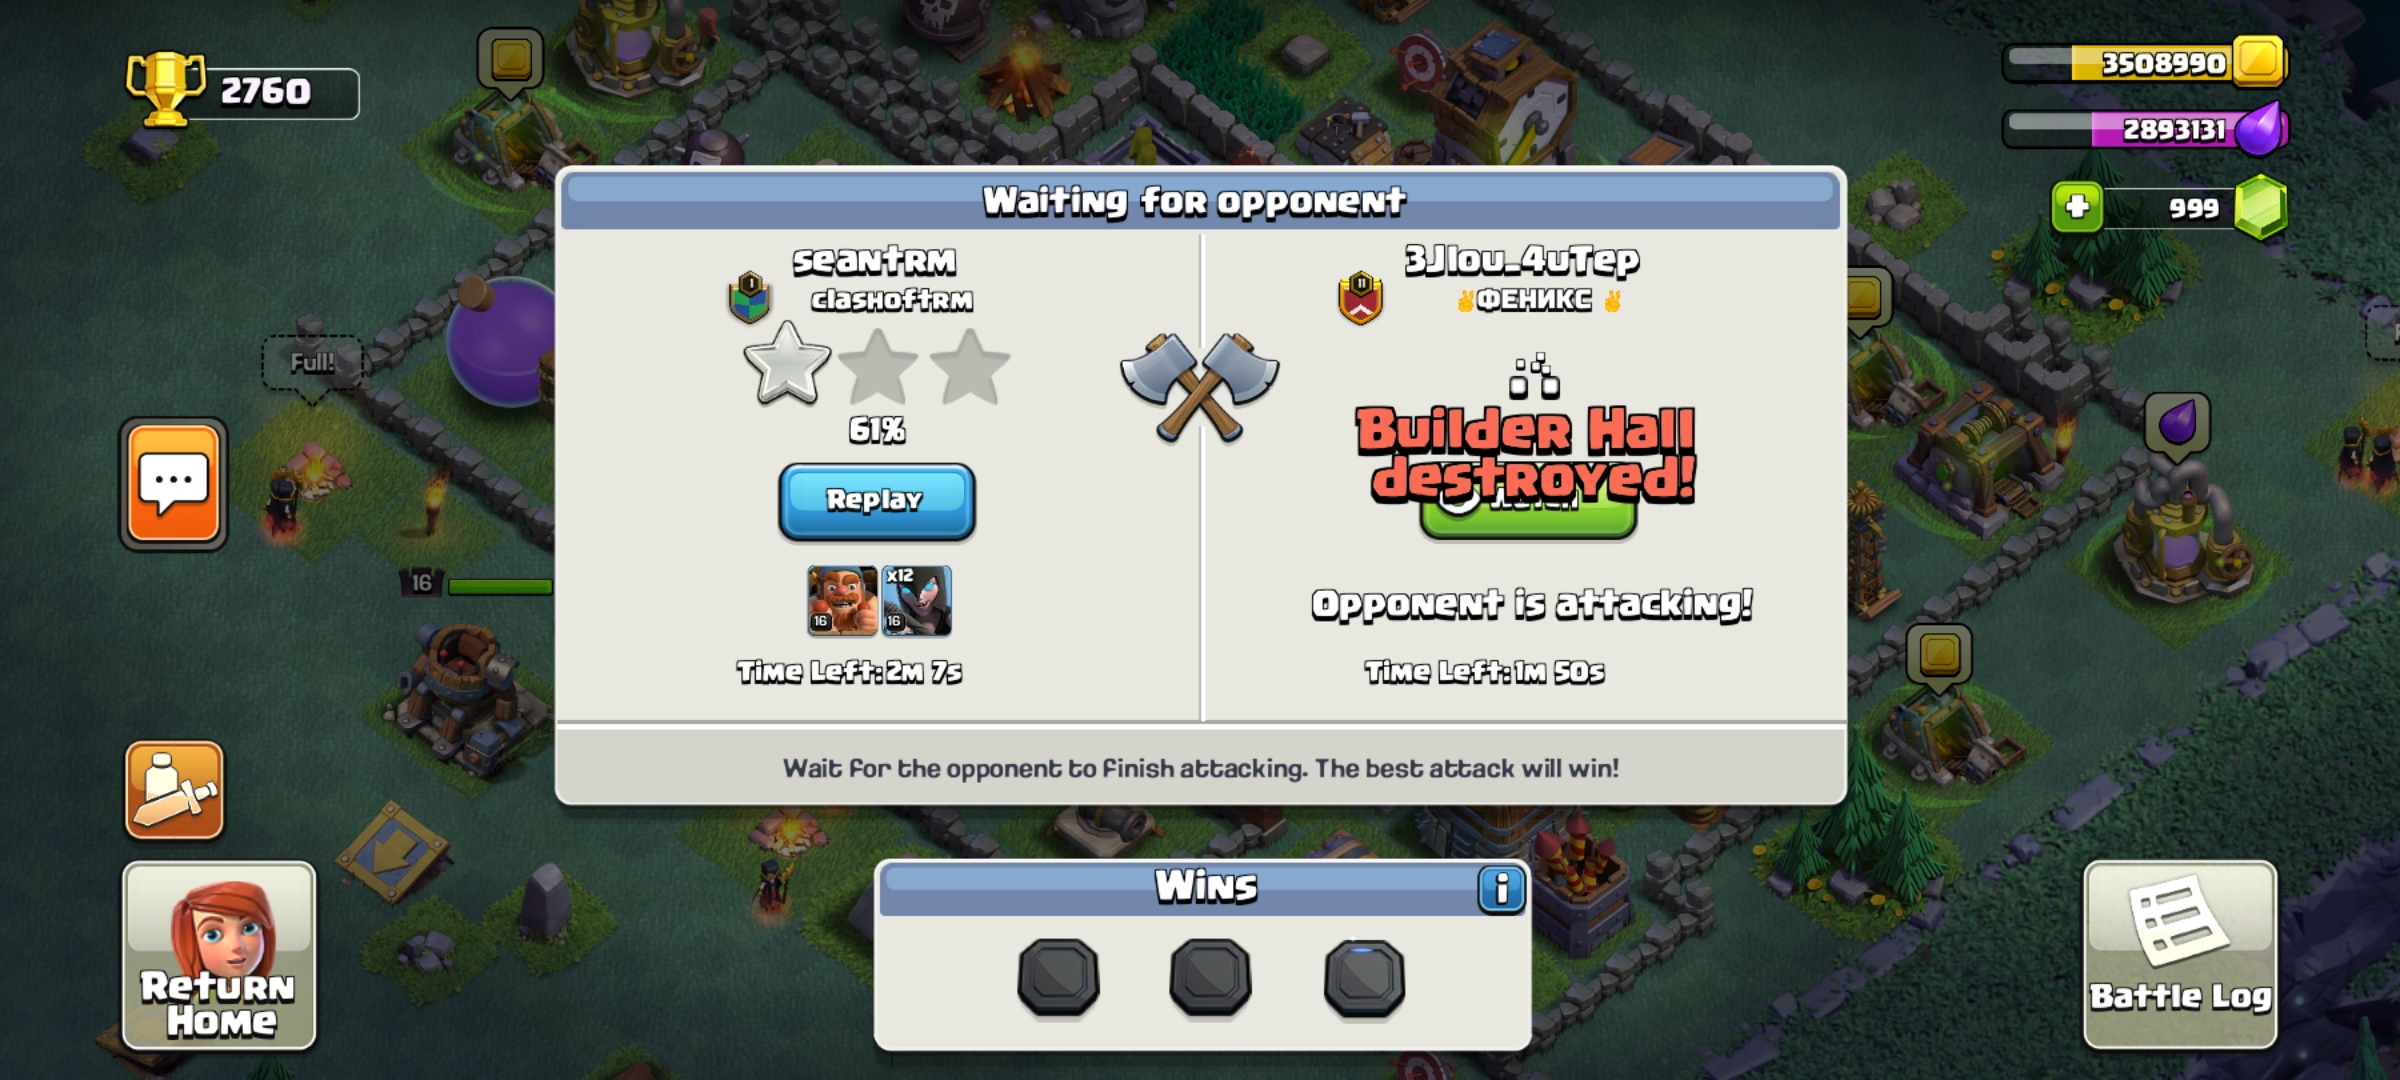 2760
3508990
2893131
999
Full!
16
Waiting for opponent
seantrm
clashoftrm
I
61%
Replay
16
x12
16
Time Left:2m 7s
3Jlou_4uTep
✌ФЕНИКС ✌
II
Builder Hall
destroyed!
Opponent is attacking!
Time Left:1m 50s
Wait for the opponent to finish attacking. The best attack will win!
Wins
i
Return
Home
Battle Log